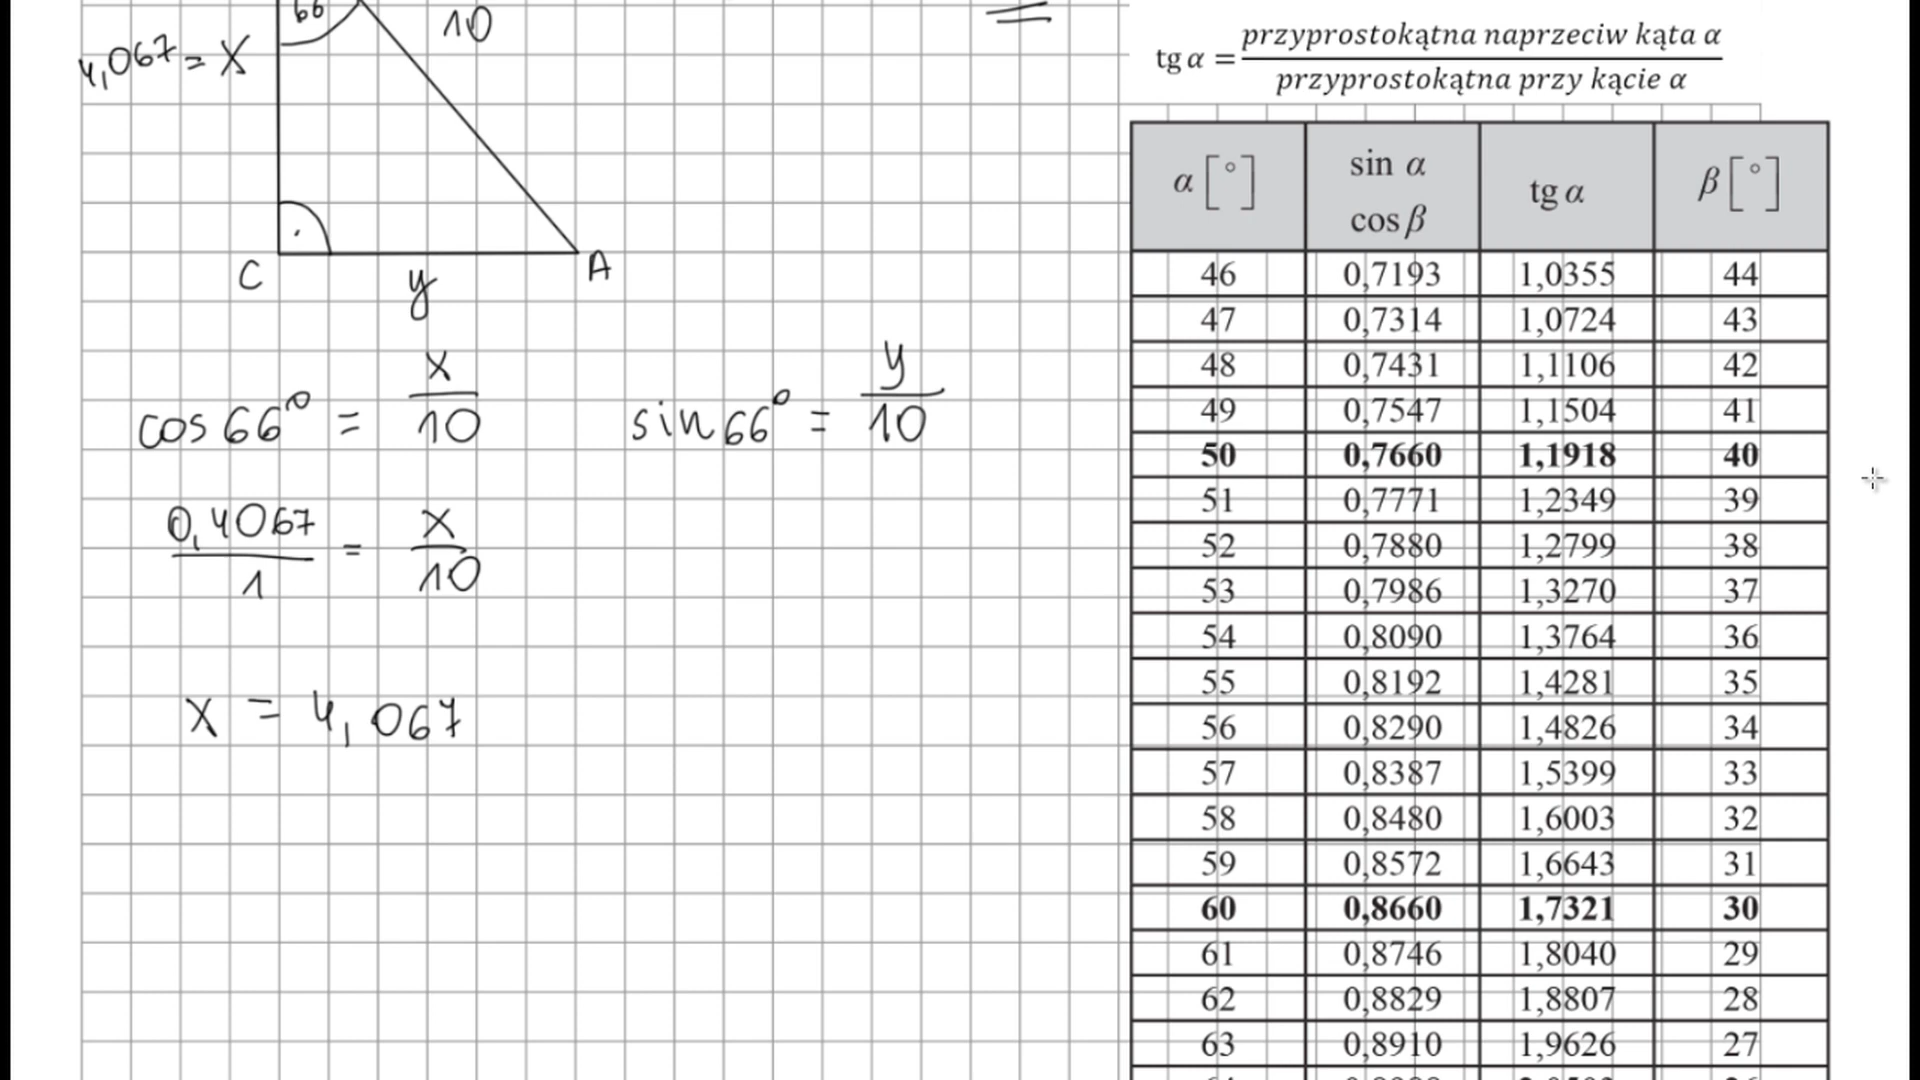 66
10
4,067 = x
C
y
A
cos 66° = x/10
sin 66° = y/10
0,4067/1 = x/10
x = 4,067
tg α = przyprostokątna naprzeciw kąta α / przyprostokątna przy kącie α
α [°] sin α cos β tg α β [°]
46 0,7193 1,0355 44
47 0,7314 1,0724 43
48 0,7431 1,1106 42
49 0,7547 1,1504 41
50 0,7660 1,1918 40
51 0,7771 1,2349 39
52 0,7880 1,2799 38
53 0,7986 1,3270 37
54 0,8090 1,3764 36
55 0,8192 1,4281 35
56 0,8290 1,4826 34
57 0,8387 1,5399 33
58 0,8480 1,6003 32
59 0,8572 1,6643 31
60 0,8660 1,7321 30
61 0,8746 1,8040 29
62 0,8829 1,8807 28
63 0,8910 1,9626 27